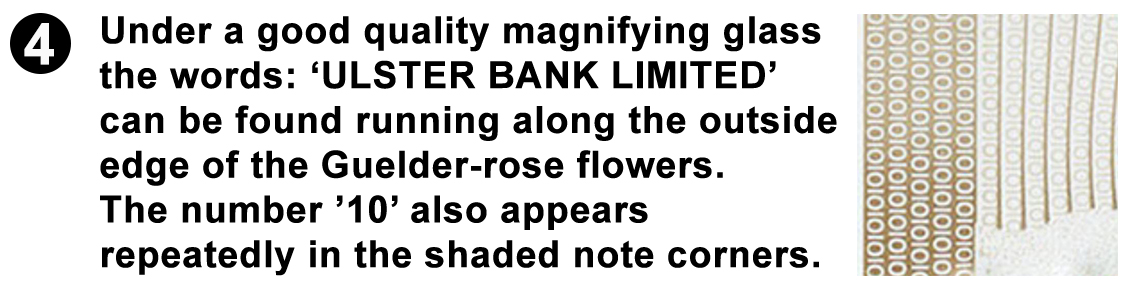 4
Under a good quality magnifying glass
the words: ‘ULSTER BANK LIMITED’
can be found running along the outside
edge of the Guelder-rose flowers.
The number ’10’ also appears
repeatedly in the shaded note corners.